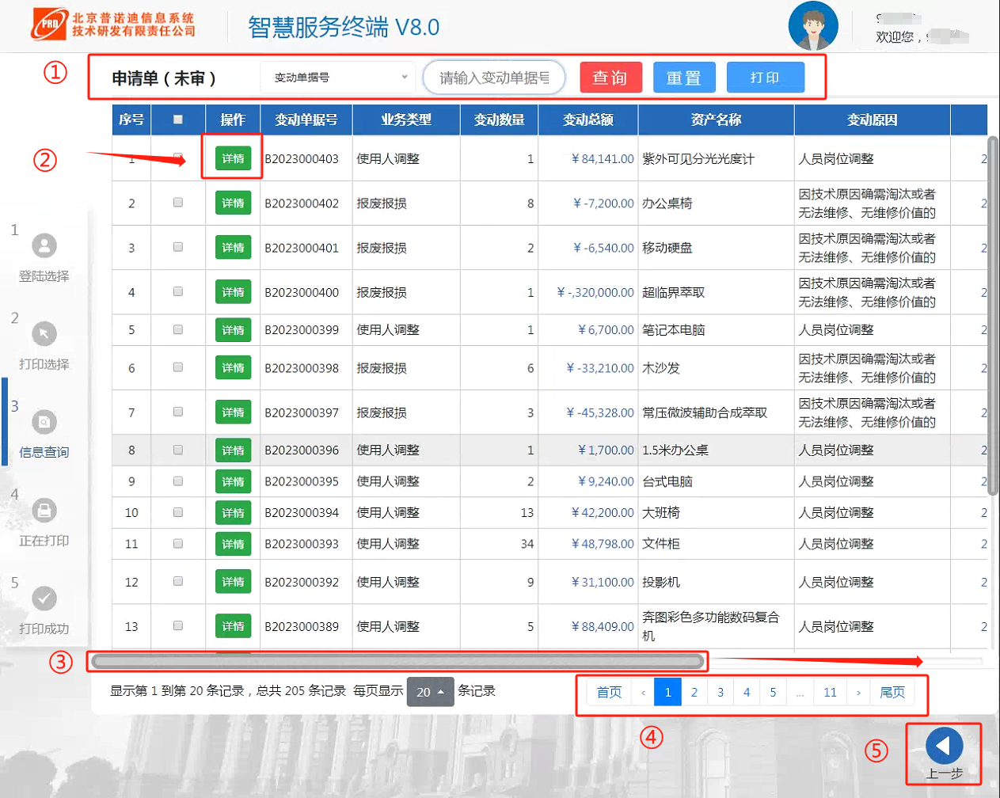 PRD 北京普诺迪信息系统
技术研发有限责任公司
智慧服务终端 V8.0
欢迎您，
① 申请单（未审） 变动单据号 请输入变动单据号 查询 重置 打印
序号 操作 变动单据号 业务类型 变动数量 变动总额 资产名称 变动原因
②
1 详情 B2023000403 使用人调整 1 ￥84,141.00 紫外可见分光光度计 人员岗位调整 2
2 详情 B2023000402 报废报损 8 ￥-7,200.00 办公桌椅 因技术原因确需淘汰或者
无法维修、无维修价值的 2
3 详情 B2023000401 报废报损 2 ￥-6,540.00 移动硬盘 因技术原因确需淘汰或者
无法维修、无维修价值的 2
4 详情 B2023000400 报废报损 1 ￥-,320,000.00 超临界萃取 因技术原因确需淘汰或者
无法维修、无维修价值的 2
5 详情 B2023000399 使用人调整 1 ￥6,700.00 笔记本电脑 人员岗位调整 2
6 详情 B2023000398 报废报损 6 ￥-33,210.00 木沙发 因技术原因确需淘汰或者
无法维修、无维修价值的 2
7 详情 B2023000397 报废报损 3 ￥-45,328.00 常压微波辅助合成萃取 因技术原因确需淘汰或者
无法维修、无维修价值的 2
8 详情 B2023000396 使用人调整 1 ￥1,700.00 1.5米办公桌 人员岗位调整 2
9 详情 B2023000395 使用人调整 2 ￥9,240.00 台式电脑 人员岗位调整 2
10 详情 B2023000394 使用人调整 13 ￥42,200.00 大班椅 人员岗位调整 2
11 详情 B2023000393 使用人调整 34 ￥48,798.00 文件柜 人员岗位调整 2
12 详情 B2023000392 使用人调整 9 ￥31,100.00 投影机 人员岗位调整 2
13 详情 B2023000389 使用人调整 5 ￥88,409.00 奔图彩色多功能数码复合
机 人员岗位调整 2
1
登陆选择
2
打印选择
3
信息查询
4
正在打印
5
打印成功
③
显示第 1 到第 20 条记录，总共 205 条记录 每页显示 20 条记录
首页 ‹ 1 2 3 4 5 ... 11 › 尾页
④
⑤
上一步